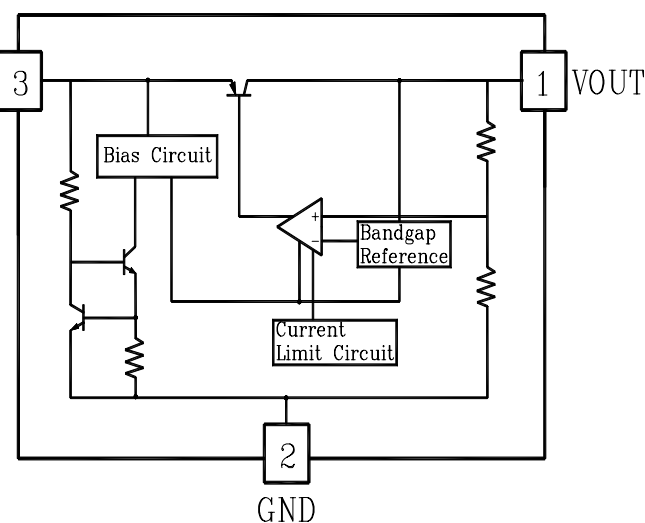 3
1
VOUT
Bias Circuit
+
−
Bandgap
Reference
Current
Limit Circuit
2
GND